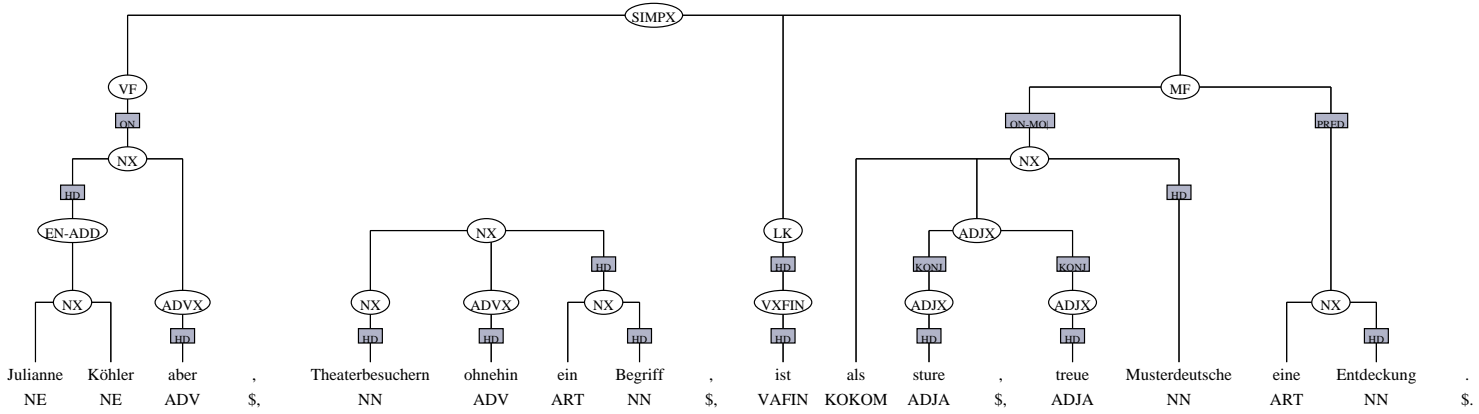 SIMPX
VF MF
ON ON-MO| PRED
NX NX
HD HD
EN-ADD NX LK ADJX
HD HD KONJ KONJ
NX ADVX NX ADVX NX VXFIN ADJX ADJX NX
HD HD HD HD HD HD HD HD
Julianne Köhler aber , Theaterbesuchern ohnehin ein Begriff , ist als sture , treue Musterdeutsche eine Entdeckung .
NE NE ADV $, NN ADV ART NN $, VAFIN KOKOM ADJA $, ADJA NN ART NN $.